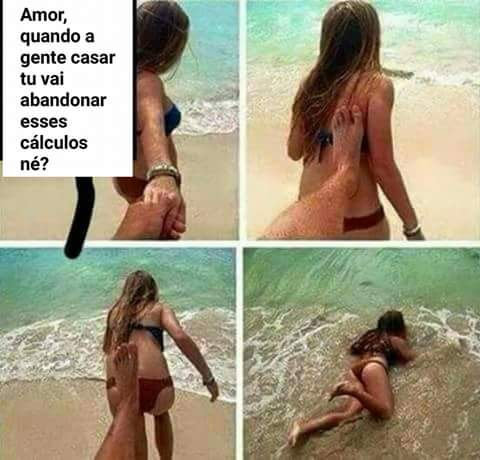 Amor,
quando a
gente casar
tu vai
abandonar
esses
cálculos
né?